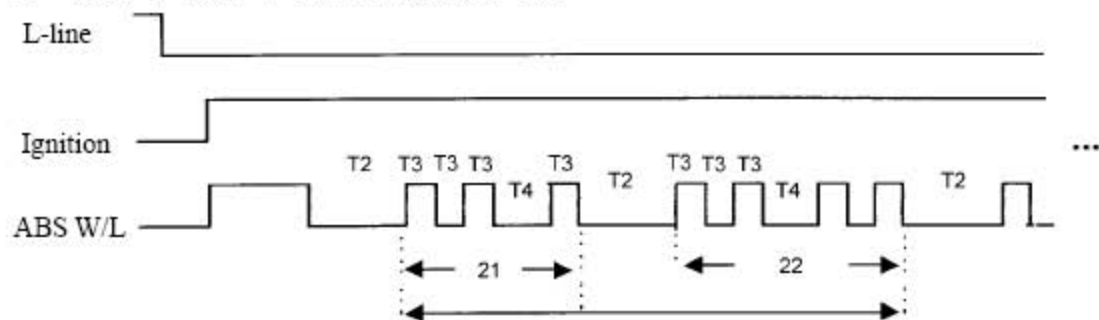 L-line
Ignition
...
T2 T3 T3 T3 T3 T3 T3 T3
T4 T2 T4 T2
ABS W/L
21 22